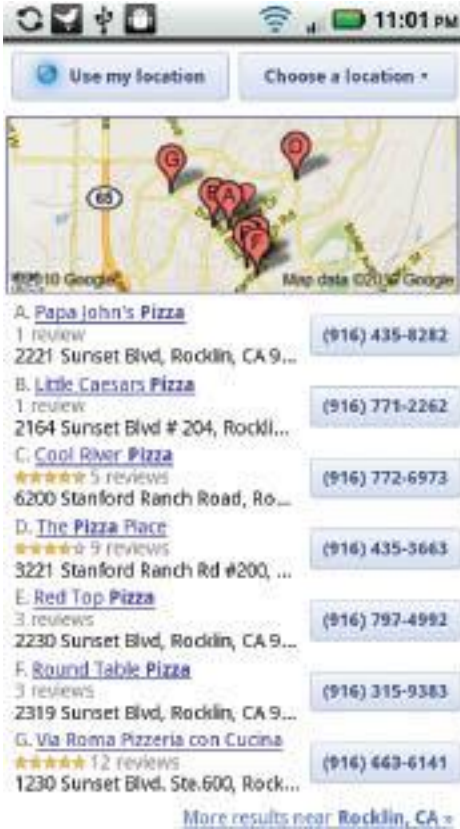 11:01 PM
Use my location
Choose a location
G
D
65
A
F
©2010 Google
Map data ©2010 Google
A. Papa John's Pizza
1 review
(916) 435-8282
2221 Sunset Blvd, Rocklin, CA 9...
B. Little Caesars Pizza
1 review
(916) 771-2262
2164 Sunset Blvd # 204, Rockli...
C. Cool River Pizza
5 reviews
(916) 772-6973
6200 Stanford Ranch Road, Ro...
D. The Pizza Place
9 reviews
(916) 435-3663
3221 Stanford Ranch Rd #200, ...
E. Red Top Pizza
3 reviews
(916) 797-4992
2230 Sunset Blvd, Rocklin, CA 9...
F. Round Table Pizza
3 reviews
(916) 315-9383
2319 Sunset Blvd, Rocklin, CA 9...
G. Via Roma Pizzeria con Cucina
12 reviews
(916) 663-6141
1230 Sunset Blvd. Ste.600, Rock...
More results near Rocklin, CA »